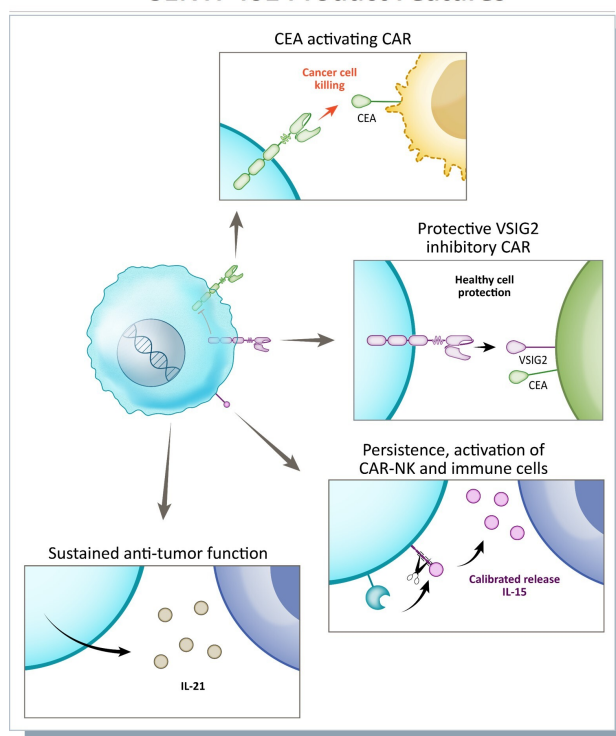 CEA activating CAR
Cancer cell
killing
CEA
Protective VSIG2
inhibitory CAR
Healthy cell
protection
VSIG2
CEA
Persistence, activation of
CAR-NK and immune cells
Calibrated release
IL-15
Sustained anti-tumor function
IL-21